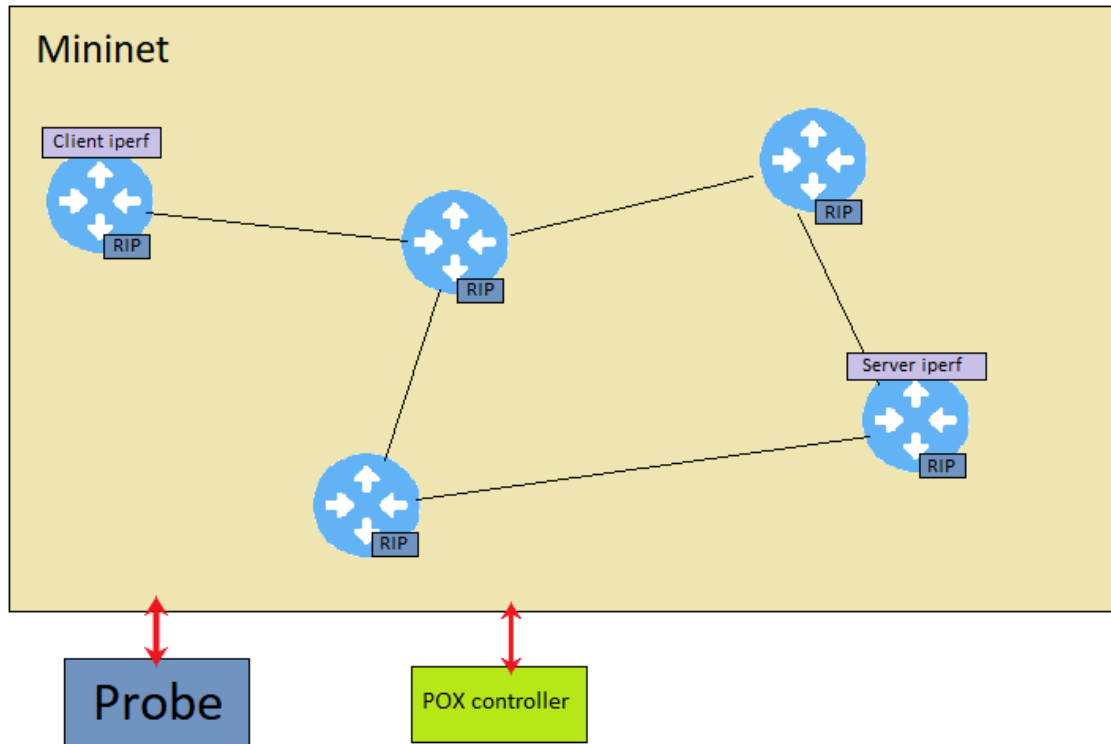 Mininet
Client iperf
RIP
RIP
RIP
Server iperf
RIP
RIP
Probe
POX controller